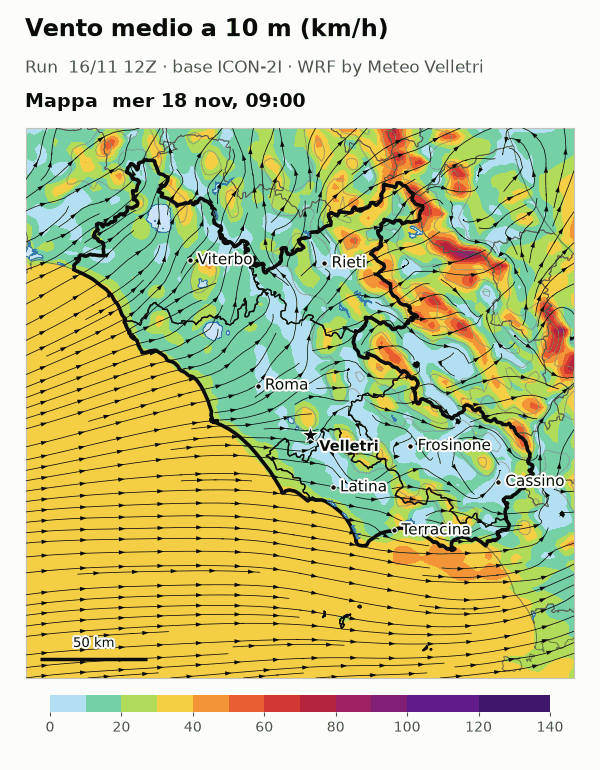 Vento medio a 10 m (km/h)
Run 16/11 12Z · base ICON-2I · WRF by Meteo Velletri
Mappa mer 18 nov, 09:00
Viterbo
Rieti
Roma
Velletri
Frosinone
Latina
Cassino
Terracina
50 km
0 20 40 60 80 100 120 140